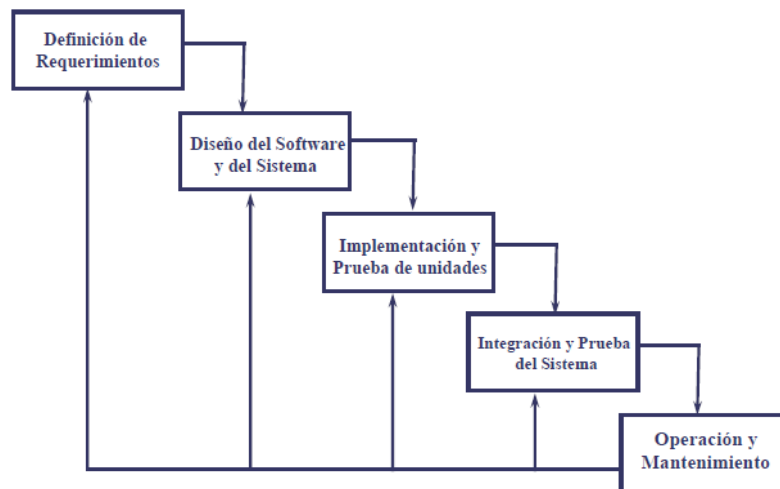 Definición de
Requerimientos
Diseño del Software
y del Sistema
Implementación y
Prueba de unidades
Integración y Prueba
del Sistema
Operación y
Mantenimiento